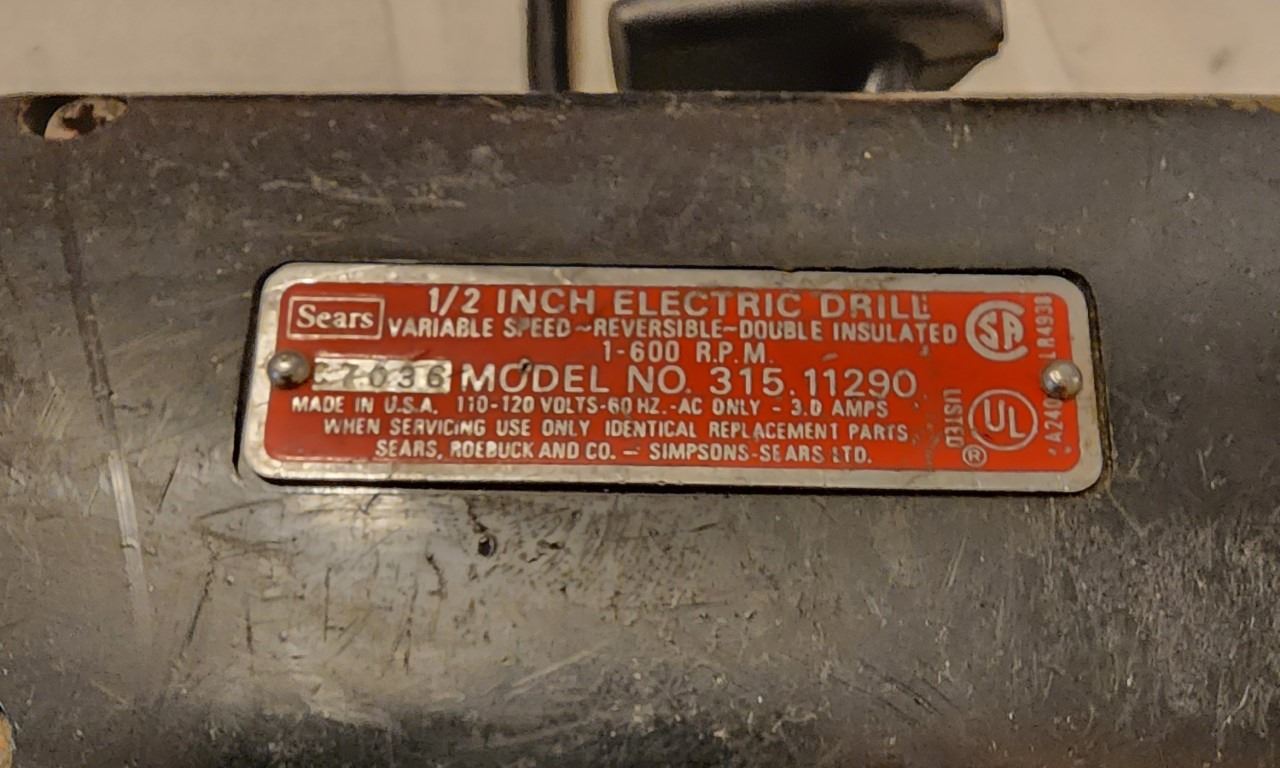 Sears
1/2 INCH ELECTRIC DRILL
VARIABLE SPEED~REVERSIBLE~DOUBLE INSULATED
1-600 R.P.M.
7036 MODEL NO. 315.11290
MADE IN U.S.A. 110-120 VOLTS-60 HZ.-AC ONLY - 3.0 AMPS
WHEN SERVICING USE ONLY IDENTICAL REPLACEMENT PARTS
SEARS, ROEBUCK AND CO. — SIMPSONS-SEARS LTD.
SA
LR4938
LISTED
UL
®